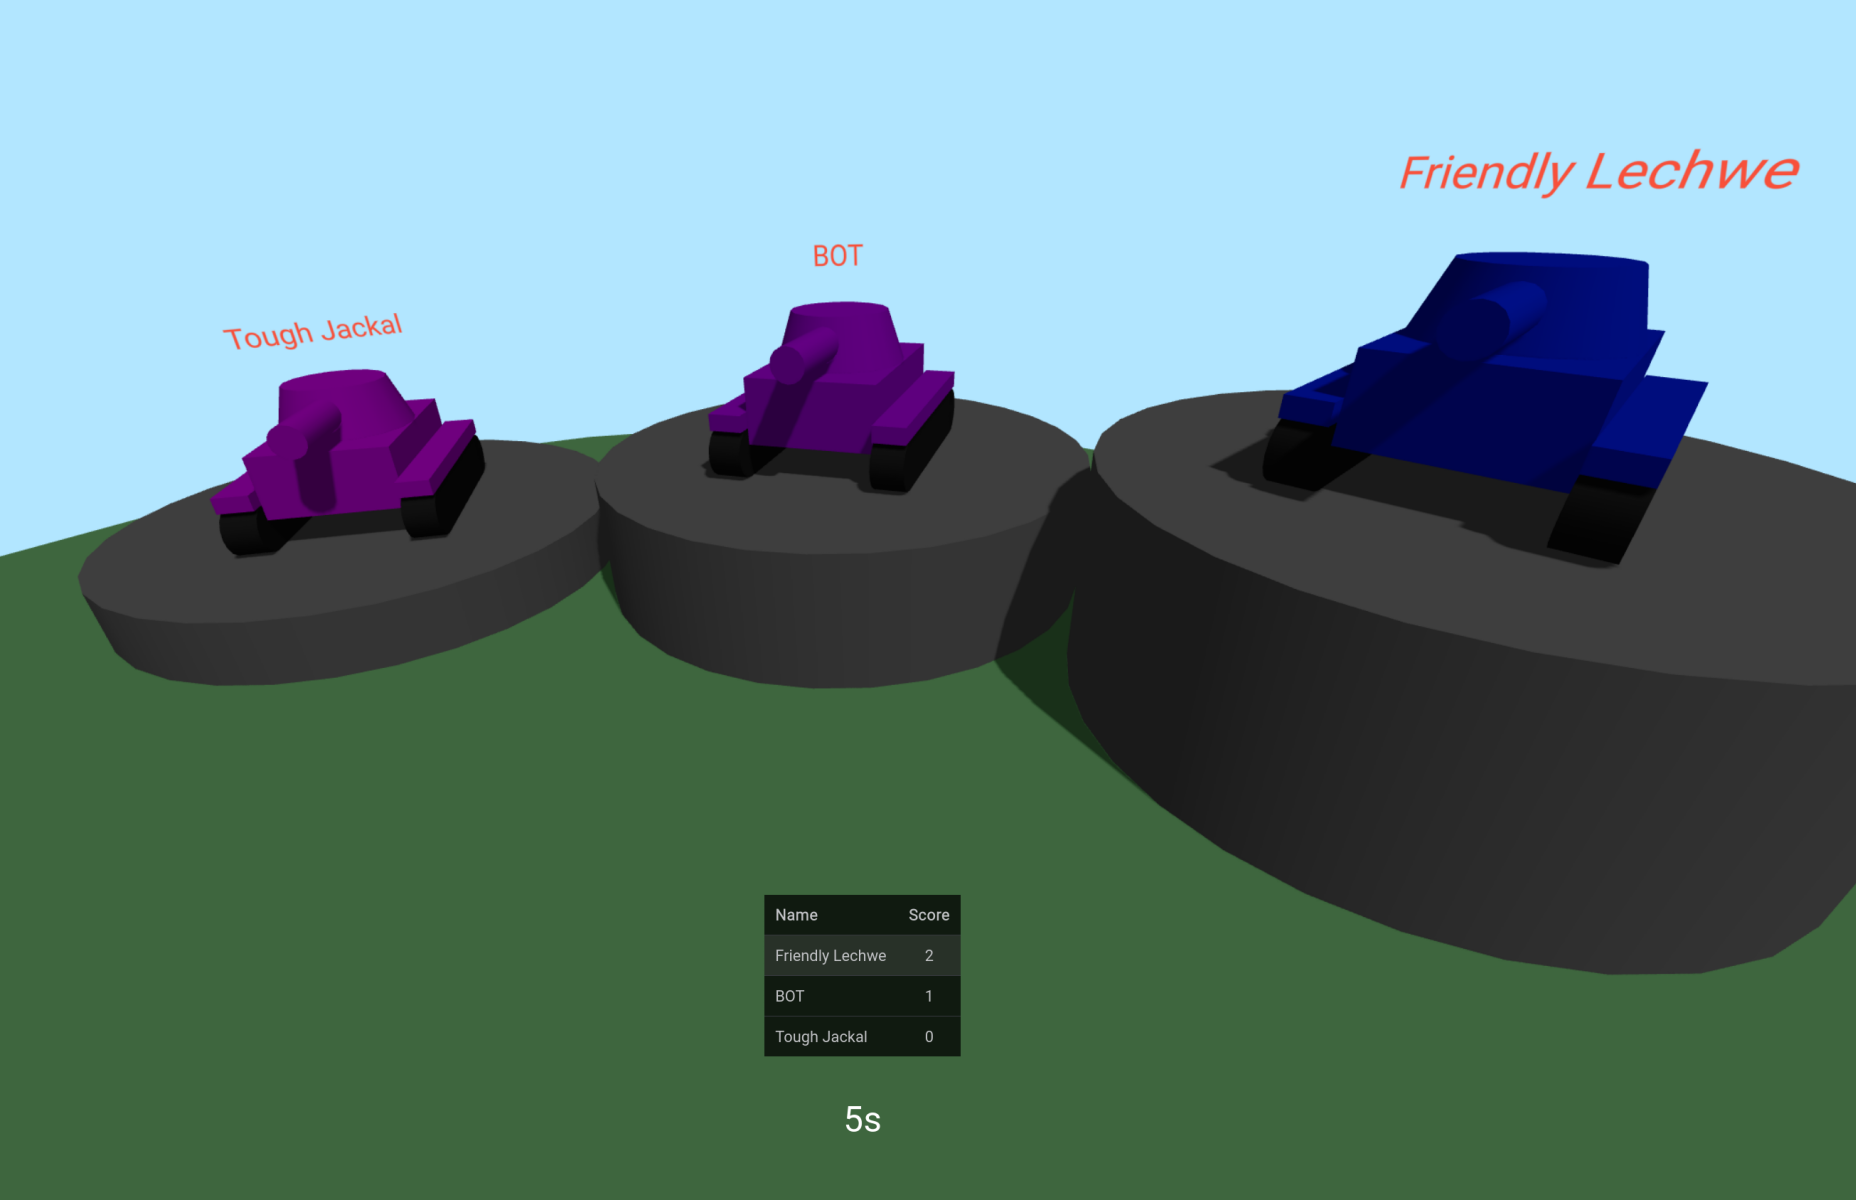 Friendly Lechwe
BOT
Tough Jackal
Name Score
Friendly Lechwe 2
BOT 1
Tough Jackal 0
5s